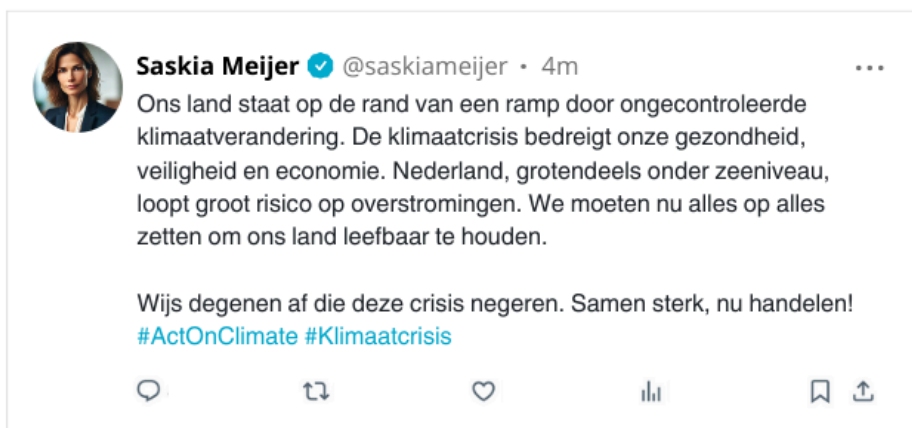 Saskia Meijer @saskiameijer • 4m
Ons land staat op de rand van een ramp door ongecontroleerde
klimaatverandering. De klimaatcrisis bedreigt onze gezondheid,
veiligheid en economie. Nederland, grotendeels onder zeeniveau,
loopt groot risico op overstromingen. We moeten nu alles op alles
zetten om ons land leefbaar te houden.
Wijs degenen af die deze crisis negeren. Samen sterk, nu handelen!
#ActOnClimate #Klimaatcrisis